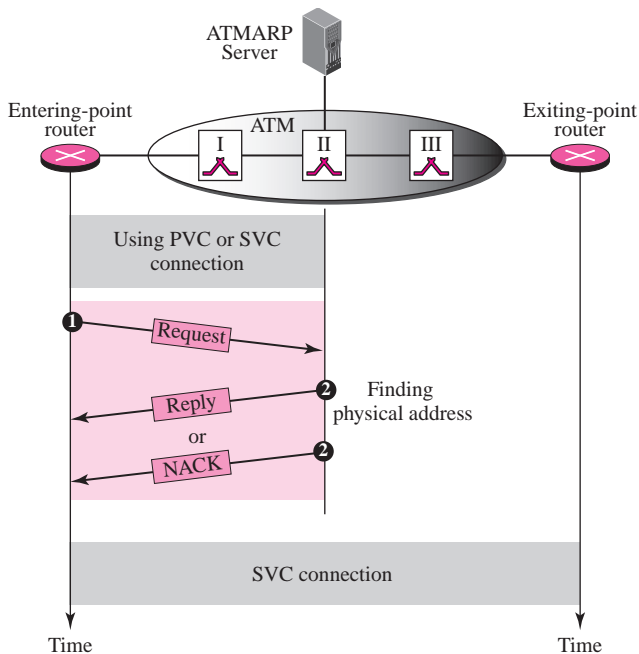 ATMARP
Server
Entering-point
router
Exiting-point
router
ATM
I
II
III
Using PVC or SVC
connection
1
Request
2
Reply
Finding
physical address
or
2
NACK
SVC connection
Time
Time